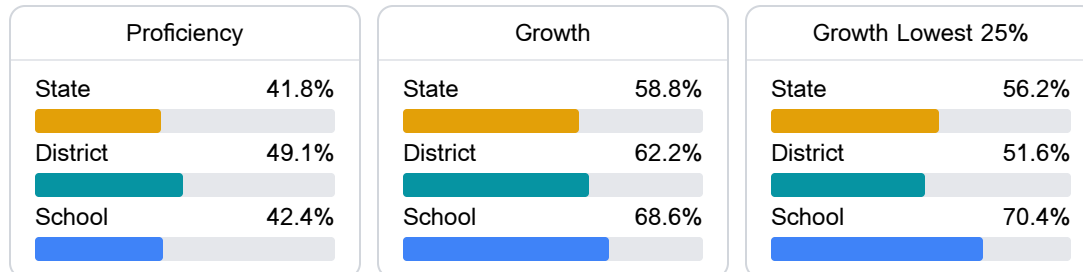 Proficiency
State 41.8%
District 49.1%
School 42.4%
Growth
State 58.8%
District 62.2%
School 68.6%
Growth Lowest 25%
State 56.2%
District 51.6%
School 70.4%